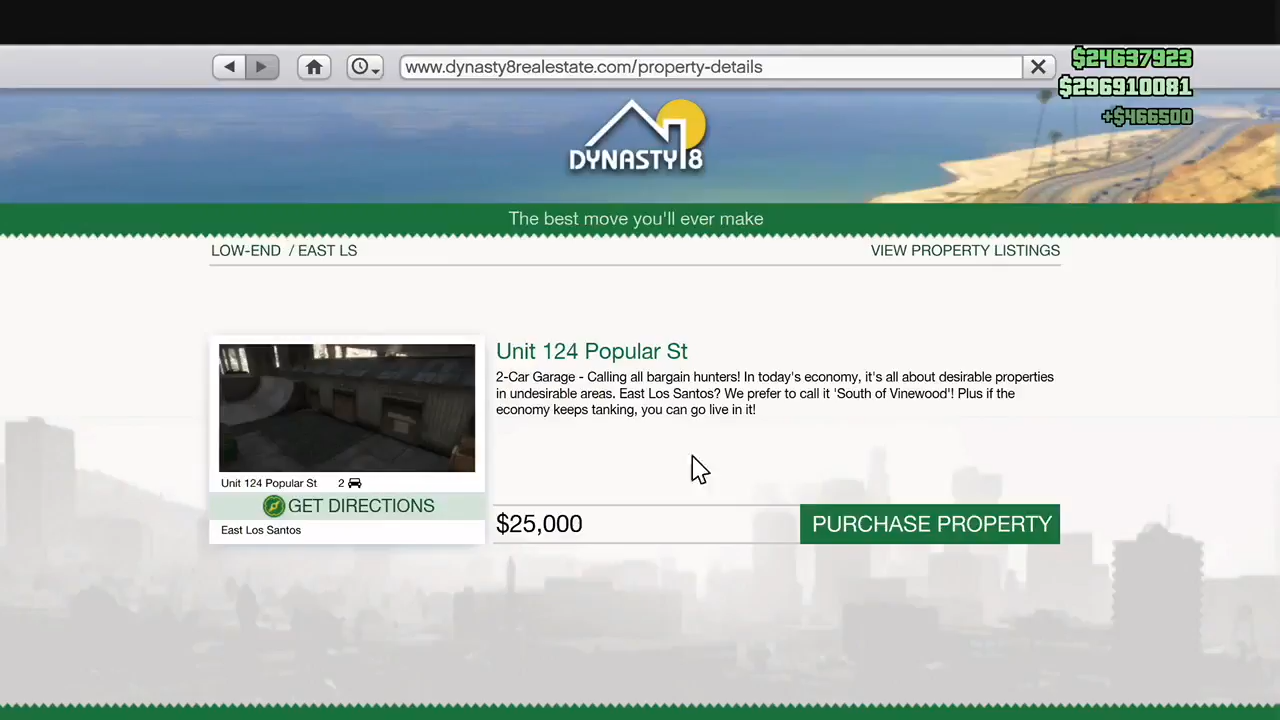 www.dynasty8realestate.com/property-details
$24637923
$296910081
+$466500
DYNASTY8
The best move you'll ever make
LOW-END / EAST LS
VIEW PROPERTY LISTINGS
Unit 124 Popular St
2-Car Garage - Calling all bargain hunters! In today's economy, it's all about desirable properties
in undesirable areas. East Los Santos? We prefer to call it 'South of Vinewood'! Plus if the
economy keeps tanking, you can go live in it!
Unit 124 Popular St 2
GET DIRECTIONS
East Los Santos
$25,000
PURCHASE PROPERTY